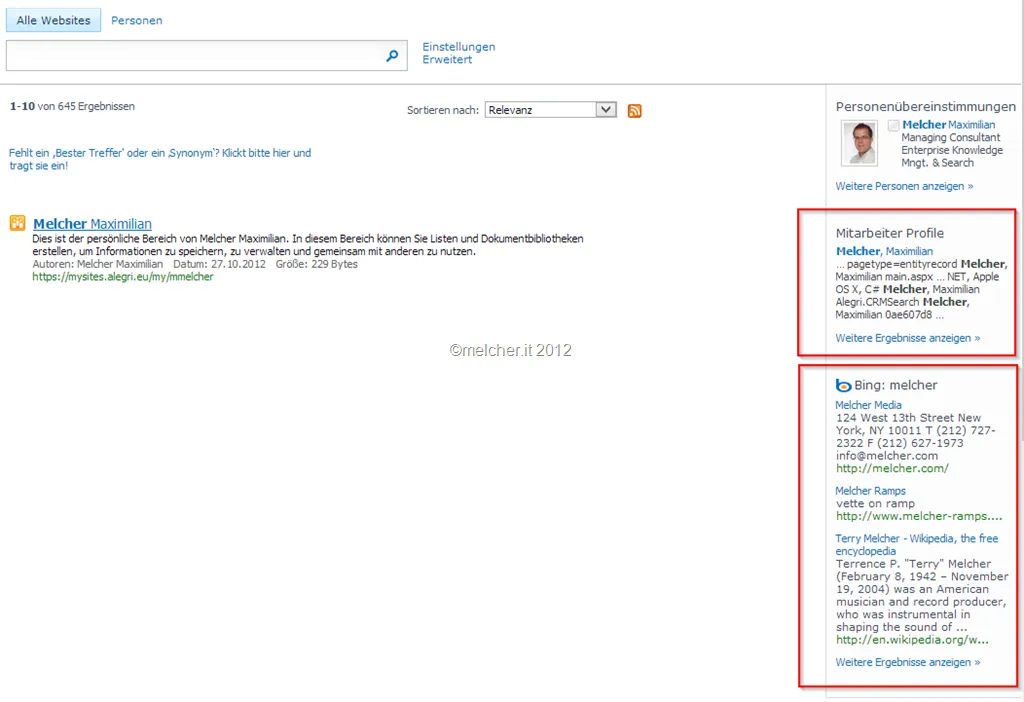 Alle Websites Personen
Einstellungen
Erweitert
1-10 von 645 Ergebnissen
Sortieren nach: Relevanz
Fehlt ein ‚Bester Treffer' oder ein ‚Synonym'? Klickt bitte hier und
tragt sie ein!
Melcher Maximilian
Dies ist der persönliche Bereich von Melcher Maximilian. In diesem Bereich können Sie Listen und Dokumentbibliotheken
erstellen, um Informationen zu speichern, zu verwalten und gemeinsam mit anderen zu nutzen.
Autoren: Melcher Maximilian Datum: 27.10.2012 Größe: 229 Bytes
https://mysites.alegri.eu/my/mmelcher
©melcher.it 2012
Personenübereinstimmungen
Melcher Maximilian
Managing Consultant
Enterprise Knowledge
Mngt. & Search
Weitere Personen anzeigen »
Mitarbeiter Profile
Melcher, Maximilian
... pagetype=entityrecord Melcher,
Maximilian main.aspx ... NET, Apple
OS X, C# Melcher, Maximilian
Alegri.CRMSearch Melcher,
Maximilian 0ae607d8 ...
Weitere Ergebnisse anzeigen »
Bing: melcher
Melcher Media
124 West 13th Street New
York, NY 10011 T (212) 727-
2322 F (212) 627-1973
info@melcher.com
http://melcher.com/
Melcher Ramps
vette on ramp
http://www.melcher-ramps....
Terry Melcher - Wikipedia, the free
encyclopedia
Terrence P. "Terry" Melcher
(February 8, 1942 – November
19, 2004) was an American
musician and record producer,
who was instrumental in
shaping the sound of ...
http://en.wikipedia.org/w...
Weitere Ergebnisse anzeigen »